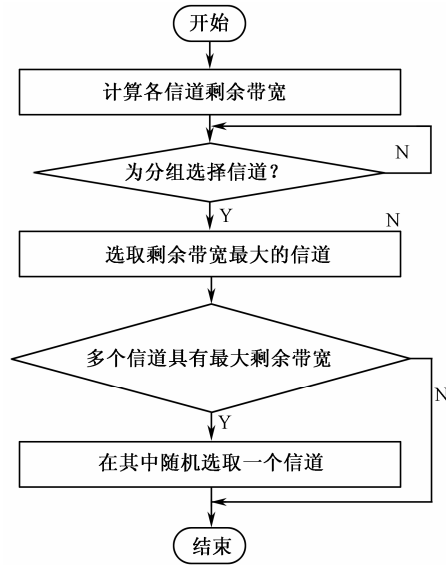 开始
计算各信道剩余带宽
N
为分组选择信道?
Y
N
选取剩余带宽最大的信道
多个信道具有最大剩余带宽
N
Y
在其中随机选取一个信道
结束